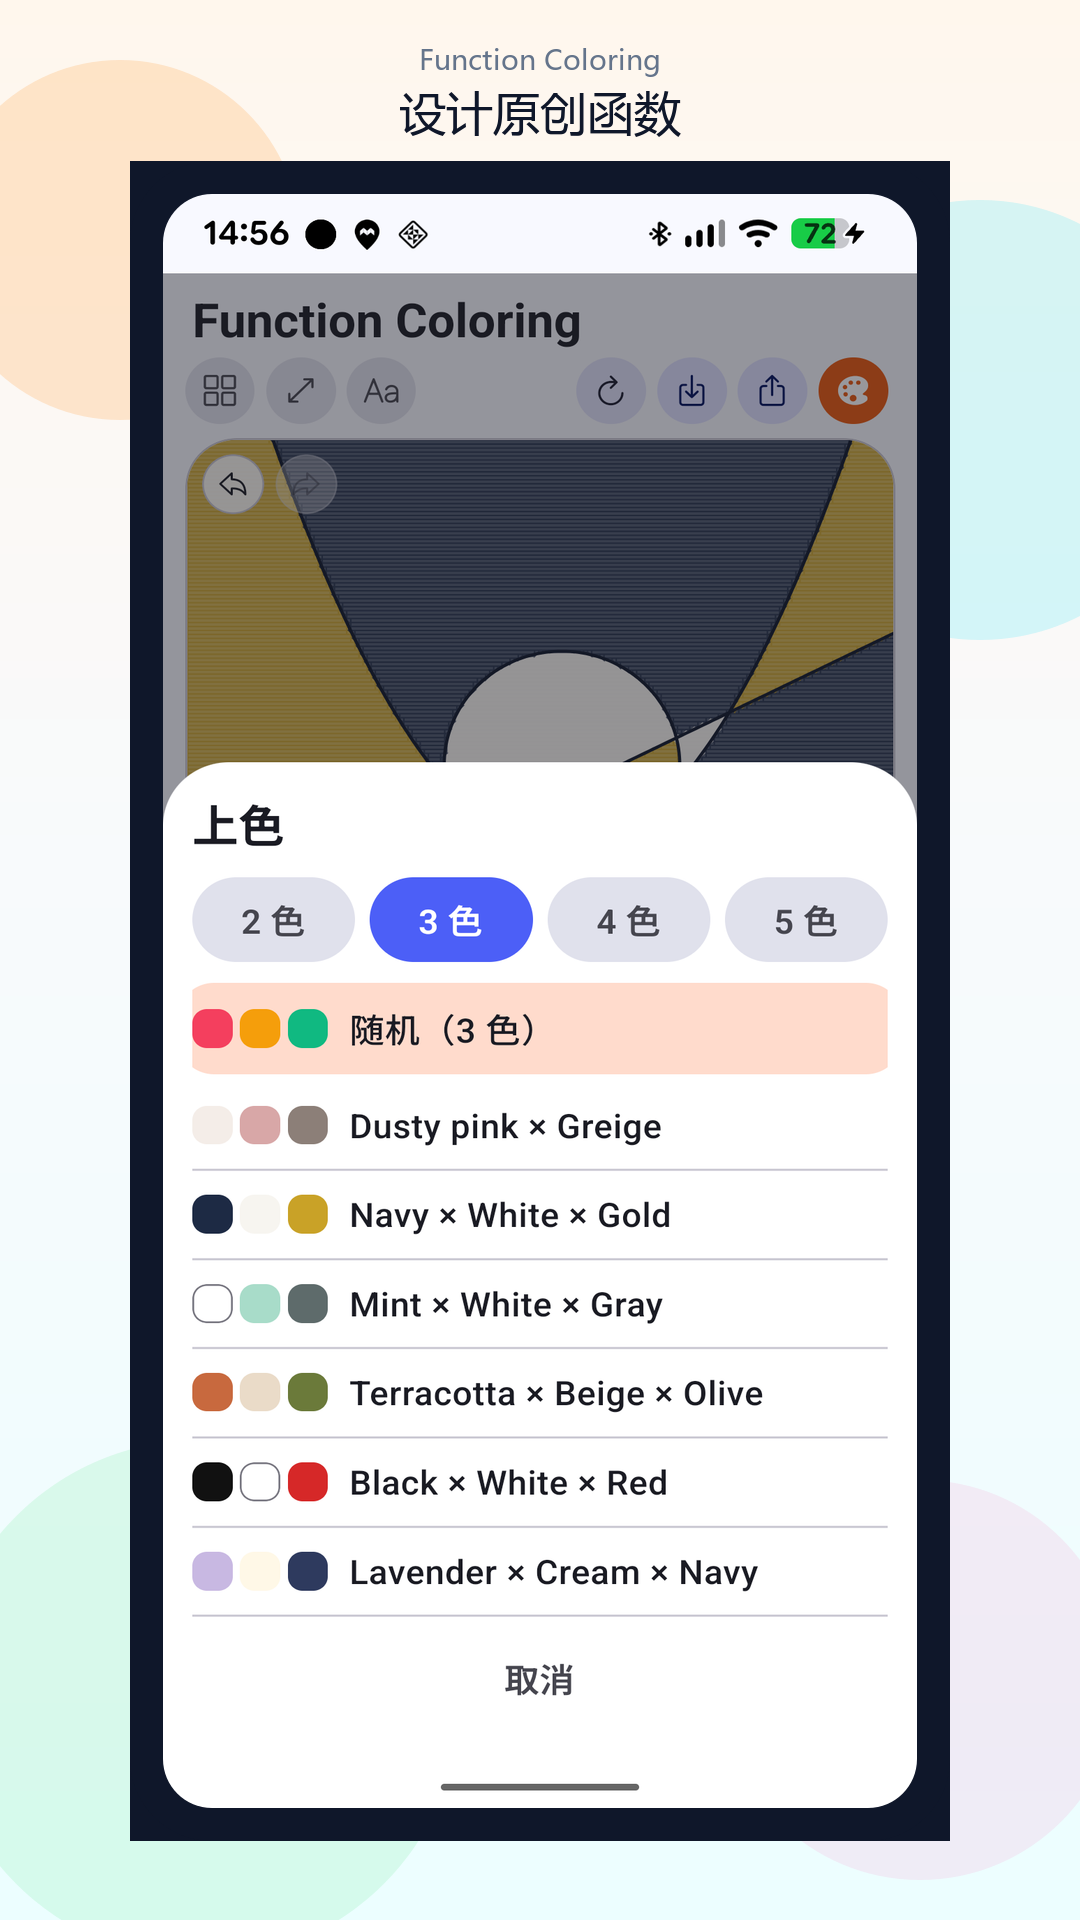 Function Coloring
设计原创函数
14:56
72
Function Coloring
Aa
上色
2 色
3 色
4 色
5 色
随机（3 色）
Dusty pink × Greige
Navy × White × Gold
Mint × White × Gray
Terracotta × Beige × Olive
Black × White × Red
Lavender × Cream × Navy
取消